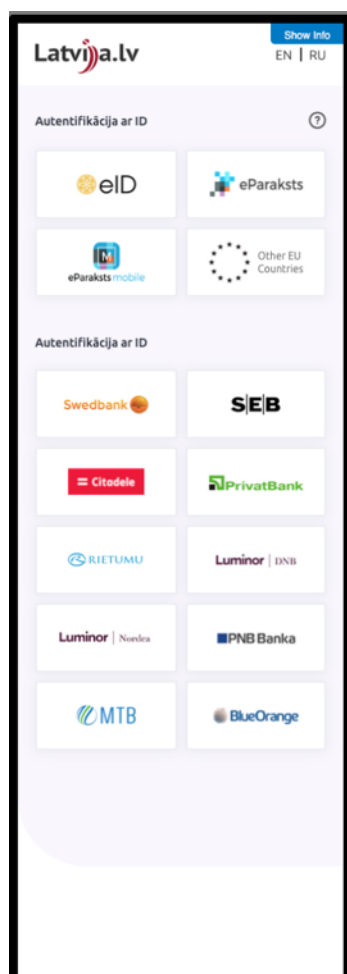 Show Info
Latvija.lv
EN | RU
Autentifikācija ar ID
?
eID
eParaksts
M
eParaksts mobile
Other EU
Countries
Autentifikācija ar ID
Swedbank
S|E|B
Citadele
PrivatBank
RIETUMU
Luminor | DNB
Luminor | Nordea
PNB Banka
MTB
BlueOrange